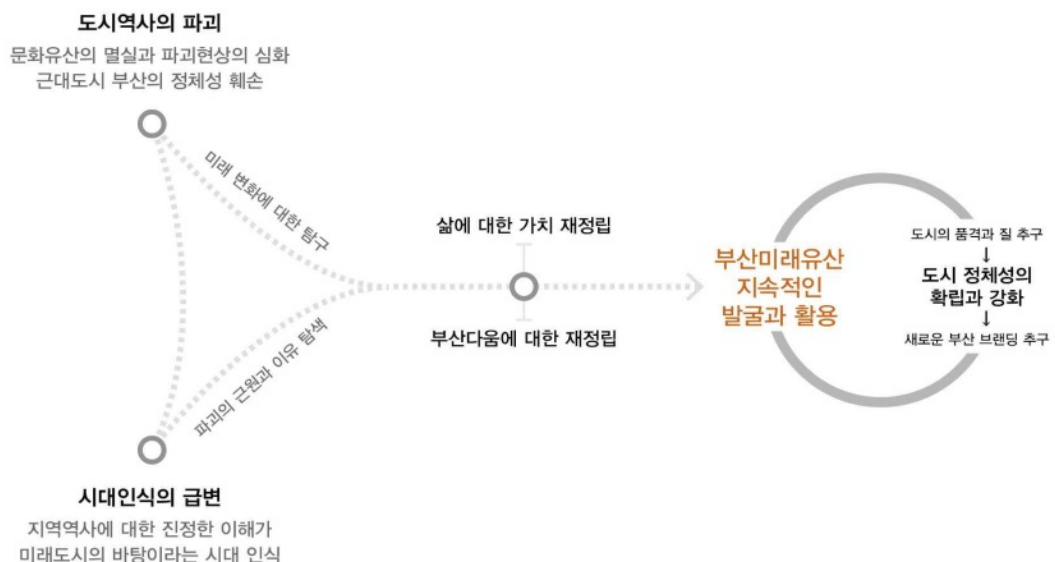 도시역사의 파괴
문화유산의 멸실과 파괴현상의 심화
근대도시 부산의 정체성 훼손
미래 변화에 대한 탐구
파괴의 근원과 이유 탐색
시대인식의 급변
지역역사에 대한 진정한 이해가
미래도시의 바탕이라는 시대 인식
삶에 대한 가치 재정립
부산다움에 대한 재정립
부산미래유산
지속적인
발굴과 활용
도시의 품격과 질 추구
↓
도시 정체성의
확립과 강화
↓
새로운 부산 브랜딩 추구